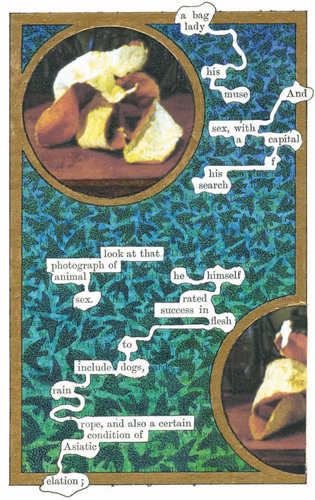 a bag
lady
his
muse
And
sex, with
a capital
f
his
search
look at that
photograph of
animal
sex.
he himself
rated
success in
flesh
to
include dogs,
rain
rope, and also a certain
condition of
Asiatic
elation ;